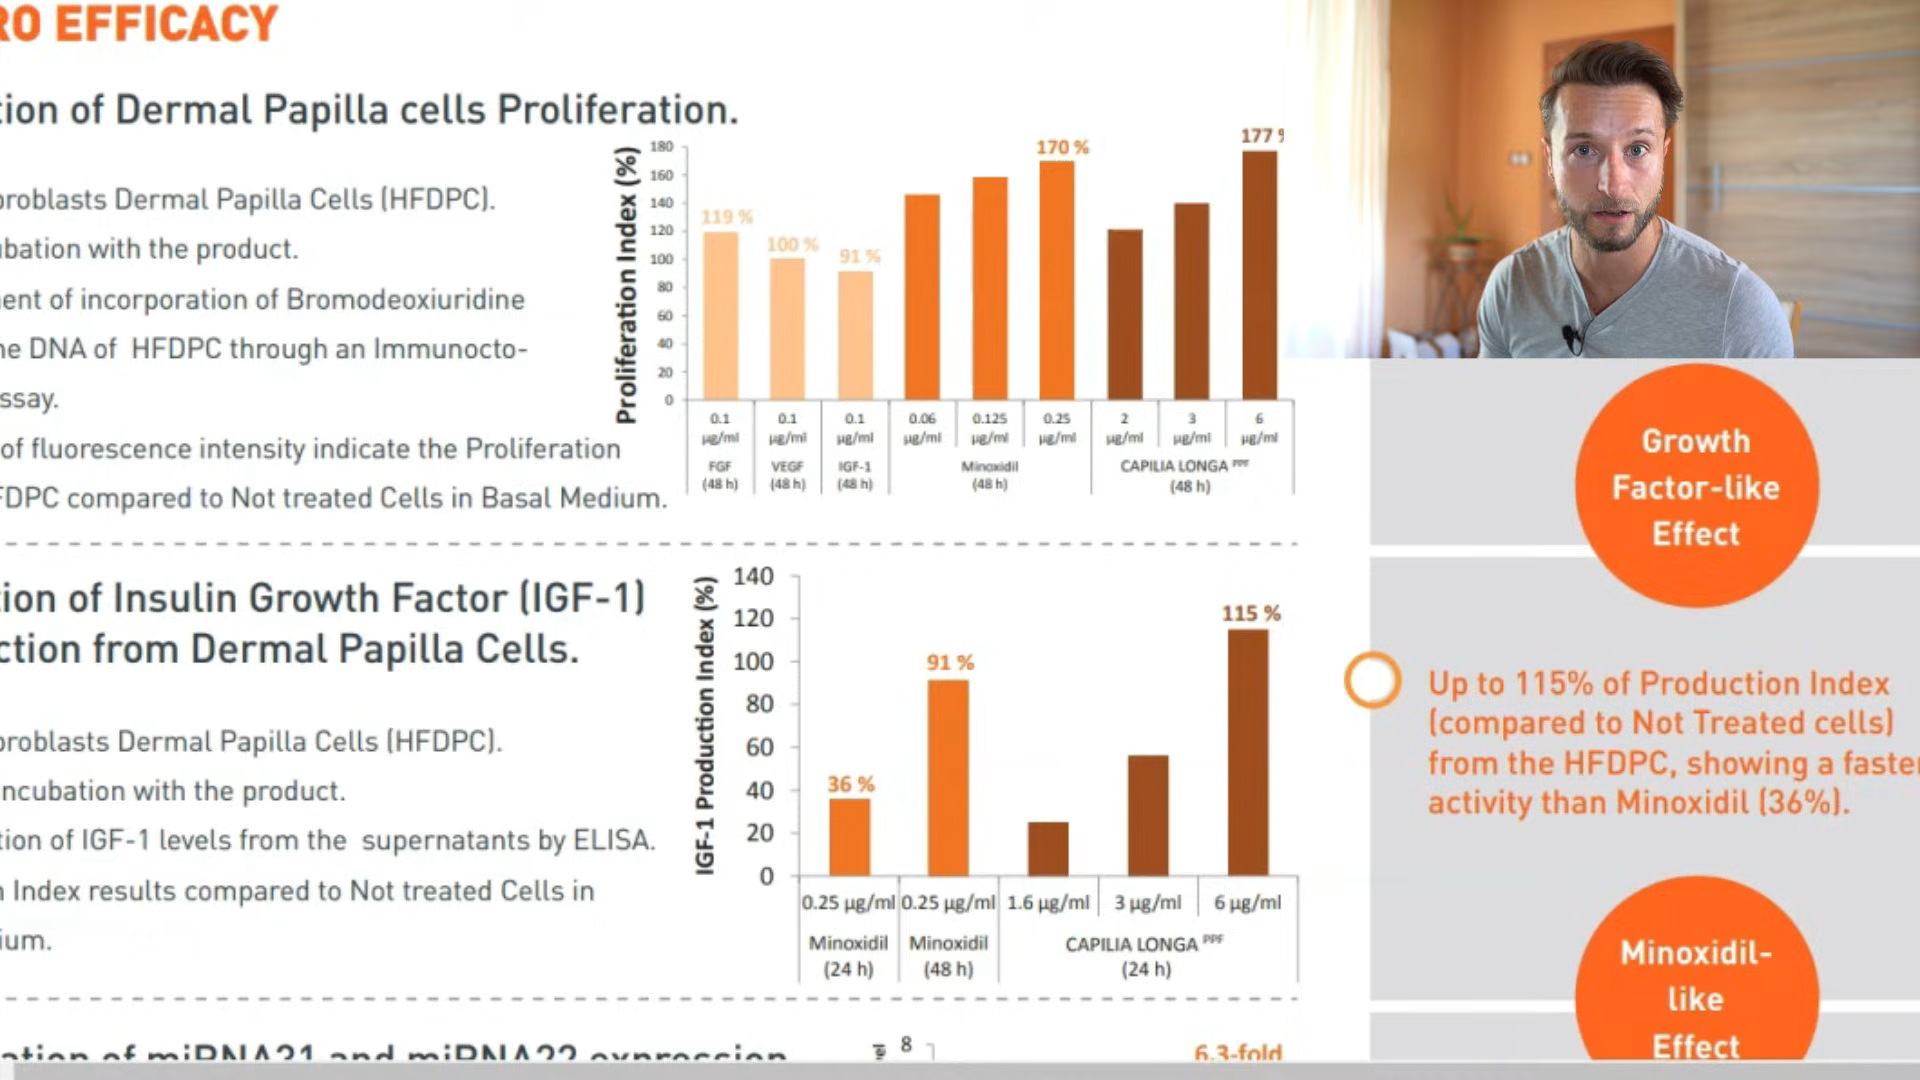 RO EFFICACY
tion of Dermal Papilla cells Proliferation.
broblasts Dermal Papilla Cells (HFDPC).
ubation with the product.
ent of incorporation of Bromodeoxiuridine
he DNA of HFDPC through an Immunocto-
ssay.
of fluorescence intensity indicate the Proliferation
FDPC compared to Not treated Cells in Basal Medium.
Proliferation Index (%)
180
160
140
120
100
80
60
40
20
0
119 %
100 %
91 %
170 %
177 %
0.1 0.1 0.1 0.06 0.125 0.25 2 3 6
µg/ml µg/ml µg/ml µg/ml µg/ml µg/ml µg/ml µg/ml µg/ml
FGF VEGF IGF-1 Minoxidil CAPILIA LONGA PPF
(48 h) (48 h) (48 h) (48 h) (48 h)
Growth
Factor-like
Effect
tion of Insulin Growth Factor (IGF-1)
ction from Dermal Papilla Cells.
broblasts Dermal Papilla Cells (HFDPC).
ncubation with the product.
tion of IGF-1 levels from the supernatants by ELISA.
n Index results compared to Not treated Cells in
ium.
IGF-1 Production Index (%)
140
120
100
80
60
40
20
0
36 %
91 %
115 %
0.25 µg/ml 0.25 µg/ml 1.6 µg/ml 3 µg/ml 6 µg/ml
Minoxidil Minoxidil CAPILIA LONGA PPF
(24 h) (48 h) (24 h)
Up to 115% of Production Index
(compared to Not Treated cells)
from the HFDPC, showing a faster
activity than Minoxidil (36%).
Minoxidil-
like
Effect
ation of miRNA21 and miRNA22 expression
8
6.3-fold